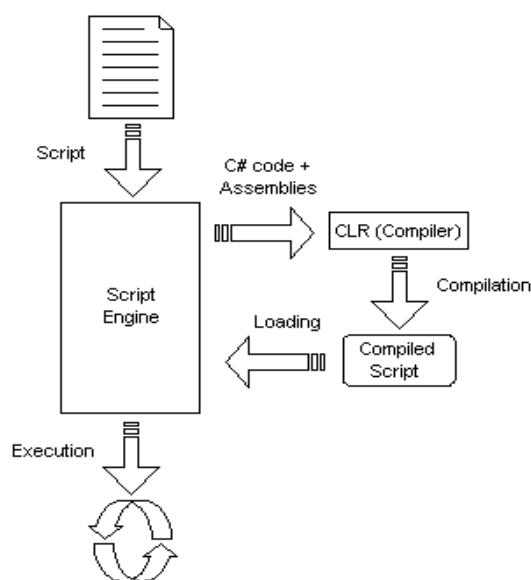 Script
C# code +
Assemblies
CLR (Compiler)
Script
Engine
Compilation
Loading
Compiled
Script
Execution